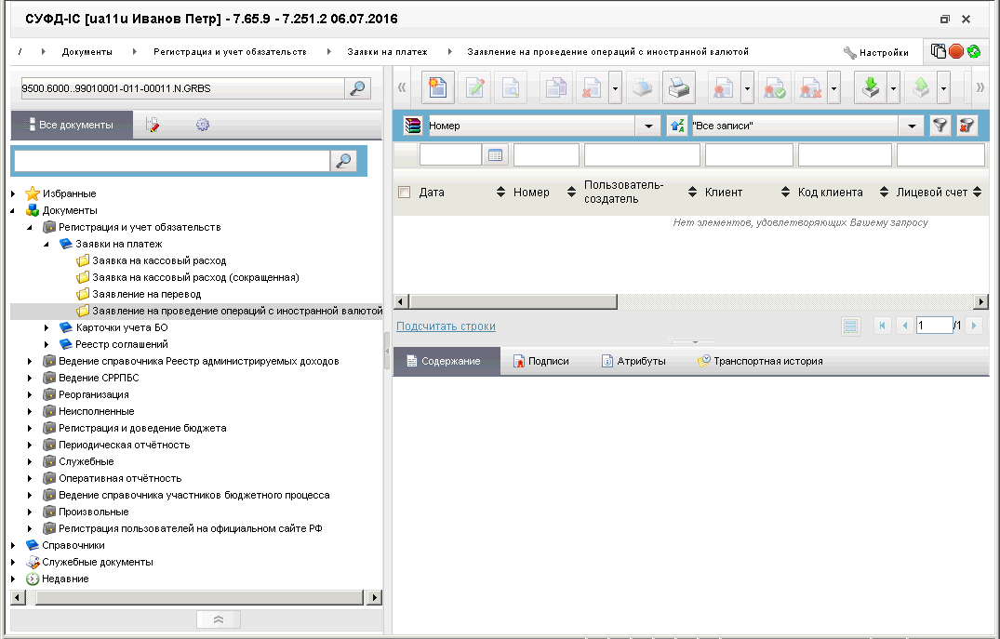 СУФД-IC [ua11u Иванов Петр] - 7.65.9 - 7.251.2 06.07.2016
/ Документы Регистрация и учет обязательств Заявки на платеж Заявление на проведение операций с иностранной валютой Настройки
9500.6000..99010001-011-00011.N.GRBS
Все документы
Номер "Все записи"
Дата Номер Пользователь-создатель Клиент Код клиента Лицевой счет
Нет элементов, удовлетворяющих Вашему запросу
Избранные
Документы
Регистрация и учет обязательств
Заявки на платеж
Заявка на кассовый расход
Заявка на кассовый расход (сокращенная)
Заявление на перевод
Заявление на проведение операций с иностранной валютой
Карточки учета БО
Реестр соглашений
Ведение справочника Реестр администрируемых доходов
Ведение СРРПБС
Реорганизация
Неисполненные
Регистрация и доведение бюджета
Периодическая отчётность
Служебные
Оперативная отчётность
Ведение справочника участников бюджетного процесса
Произвольные
Регистрация пользователей на официальном сайте РФ
Справочники
Служебные документы
Недавние
Подсчитать строки 1 /1
Содержание Подписи Атрибуты Транспортная история